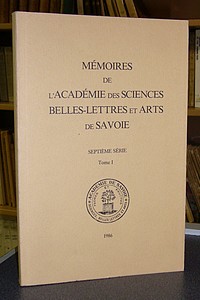 MÉMOIRES
DE
L'ACADÉMIE DES SCIENCES
BELLES-LETTRES ET ARTS
DE SAVOIE
SEPTIÈME SÉRIE
Tome I
1986